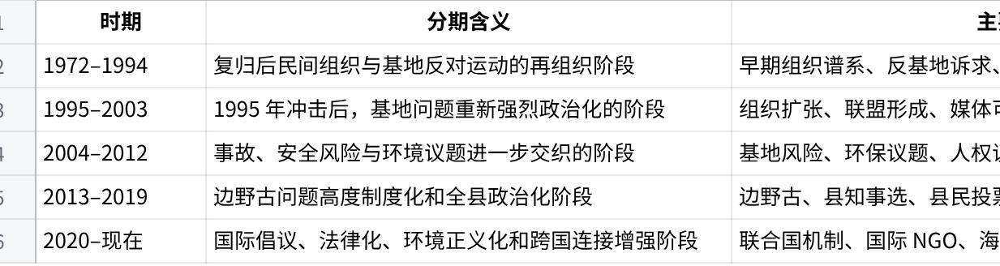 时期 分期含义 主
2 1972–1994 复归后民间组织与基地反对运动的再组织阶段 早期组织谱系、反基地诉求、
3 1995–2003 1995 年冲击后，基地问题重新强烈政治化的阶段 组织扩张、联盟形成、媒体可
4 2004–2012 事故、安全风险与环境议题进一步交织的阶段 基地风险、环保议题、人权
5 2013–2019 边野古问题高度制度化和全县政治化阶段 边野古、县知事选、县民投票
6 2020–现在 国际倡议、法律化、环境正义化和跨国连接增强阶段 联合国机制、国际 NGO、海